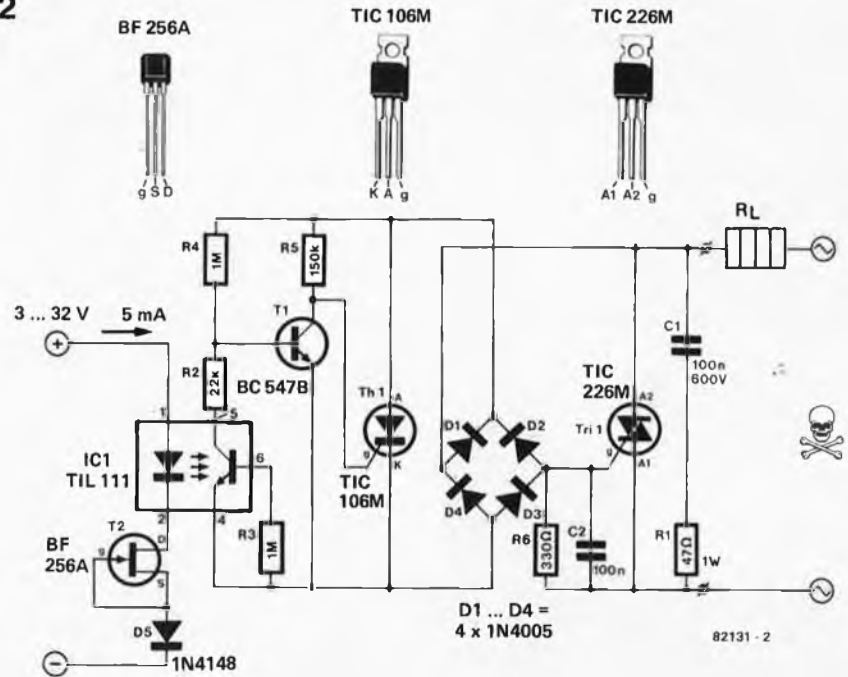 2
BF 256A
TIC 106M
TIC 226M
g S D
K A g
A1 A2 g
RL
R4
1M
R5
150k
3 ... 32 V
5 mA
+
T1
C1
100n
600V
R2
22k
BC 547B
TIC
226M
Th 1
A
A2
1
5
D1
D2
Tri 1
g
g
K
A1
IC1
TIL 111
6
TIC
106M
D4
D3
2
4
T2
D
R3
1M
R6
330Ω
C2
100n
R1
47Ω
1W
BF
256A
g
S
D1 ... D4 =
4 x 1N4005
D5
1N4148
82131 - 2
–